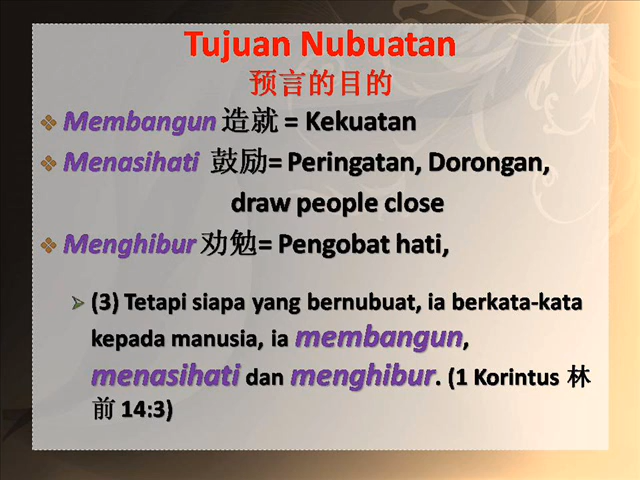 Tujuan Nubuatan
预言的目的
Membangun 造就 = Kekuatan
Menasihati 鼓励= Peringatan, Dorongan,
draw people close
Menghibur 劝勉= Pengobat hati,
(3) Tetapi siapa yang bernubuat, ia berkata-kata
kepada manusia, ia membangun,
menasihati dan menghibur. (1 Korintus 林
前 14:3)